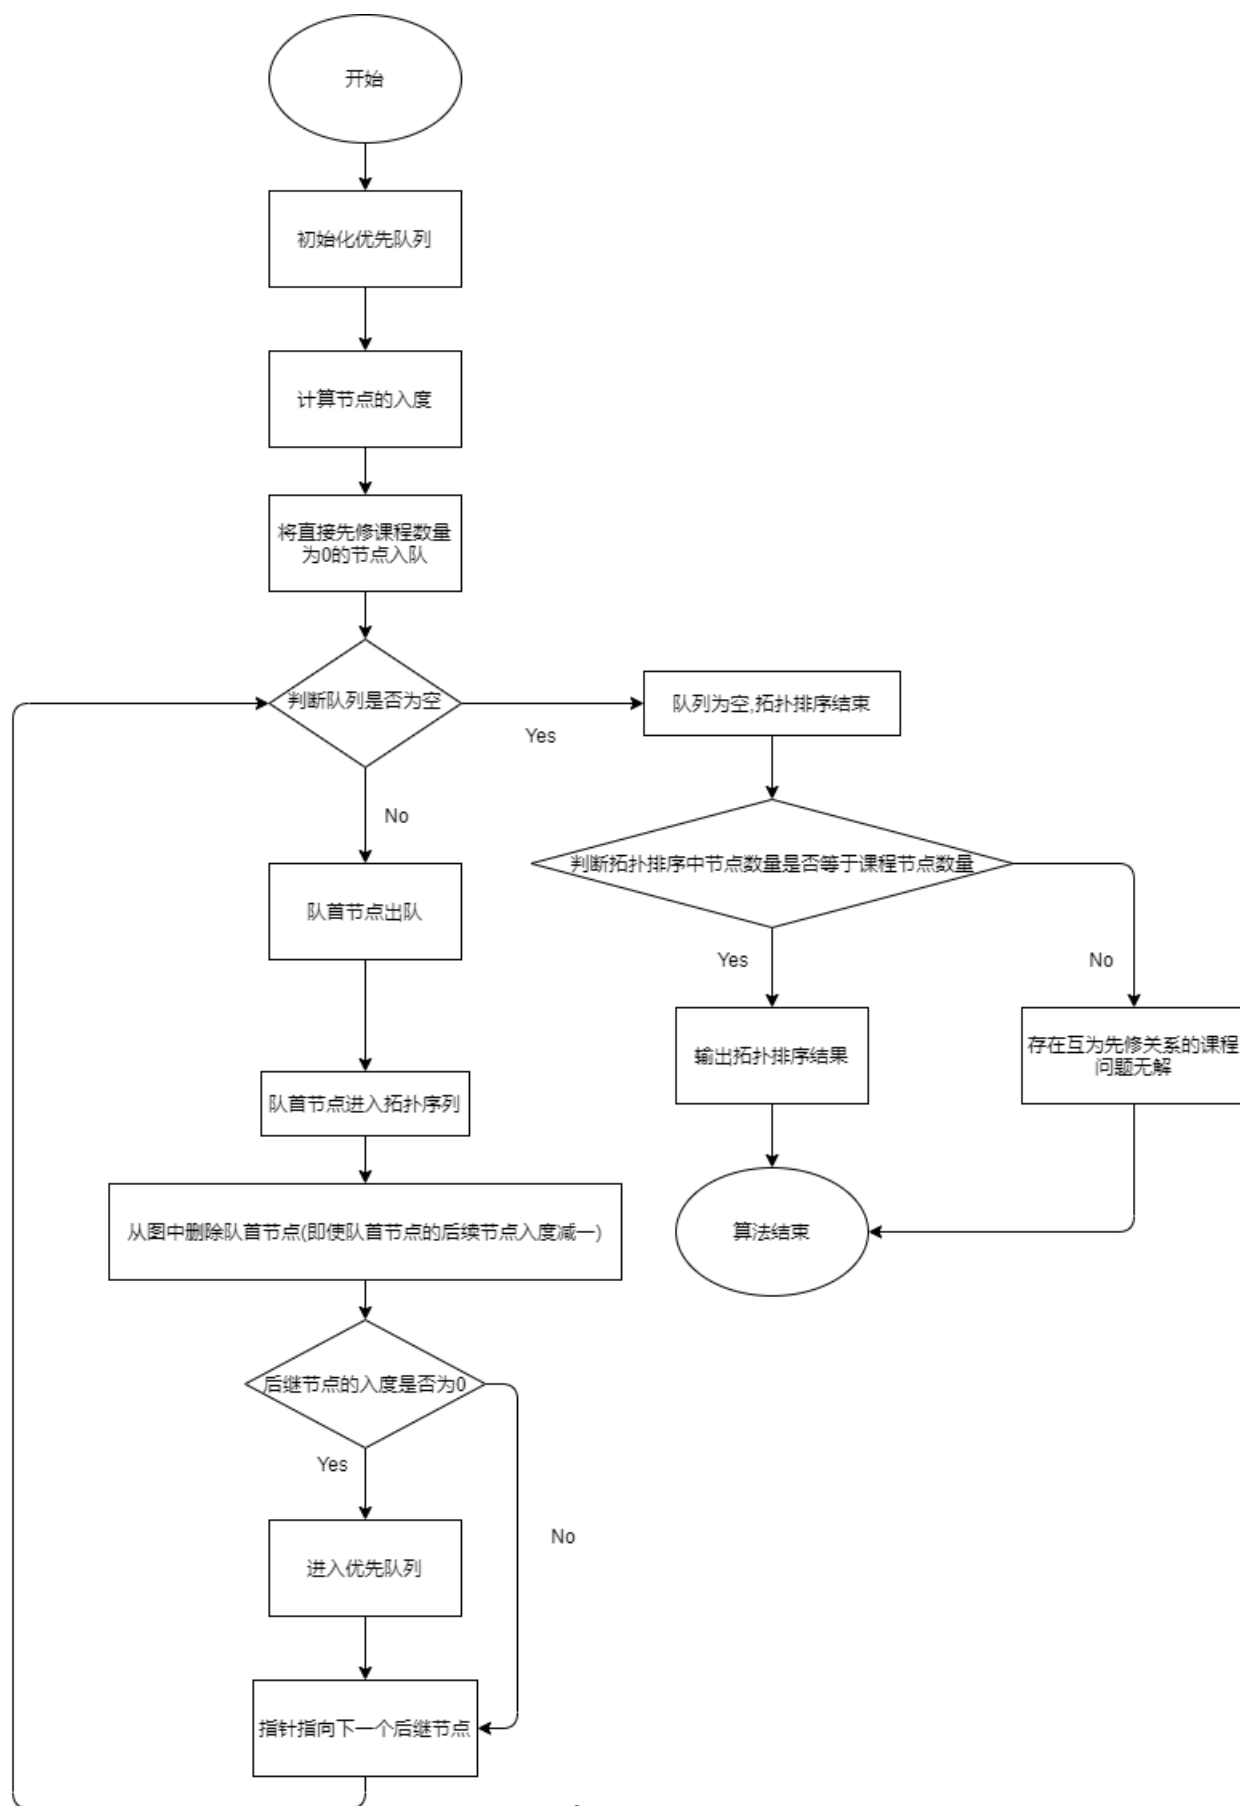 开始
初始化优先队列
计算节点的入度
将直接先修课程数量
为0的节点入队
判断队列是否为空
Yes
队列为空,拓扑排序结束
No
判断拓扑排序中节点数量是否等于课程节点数量
队首节点出队
Yes
No
输出拓扑排序结果
存在互为先修关系的课程
问题无解
队首节点进入拓扑序列
从图中删除队首节点(即使队首节点的后续节点入度减一)
算法结束
后继节点的入度是否为0
Yes
No
进入优先队列
指针指向下一个后继节点